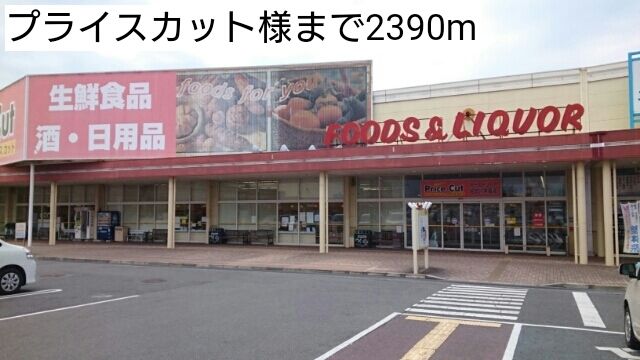 プライスカット様まで2390m
生鮮食品
酒・日用品
foods for you
FOODS & LIQUOR
Price Cut